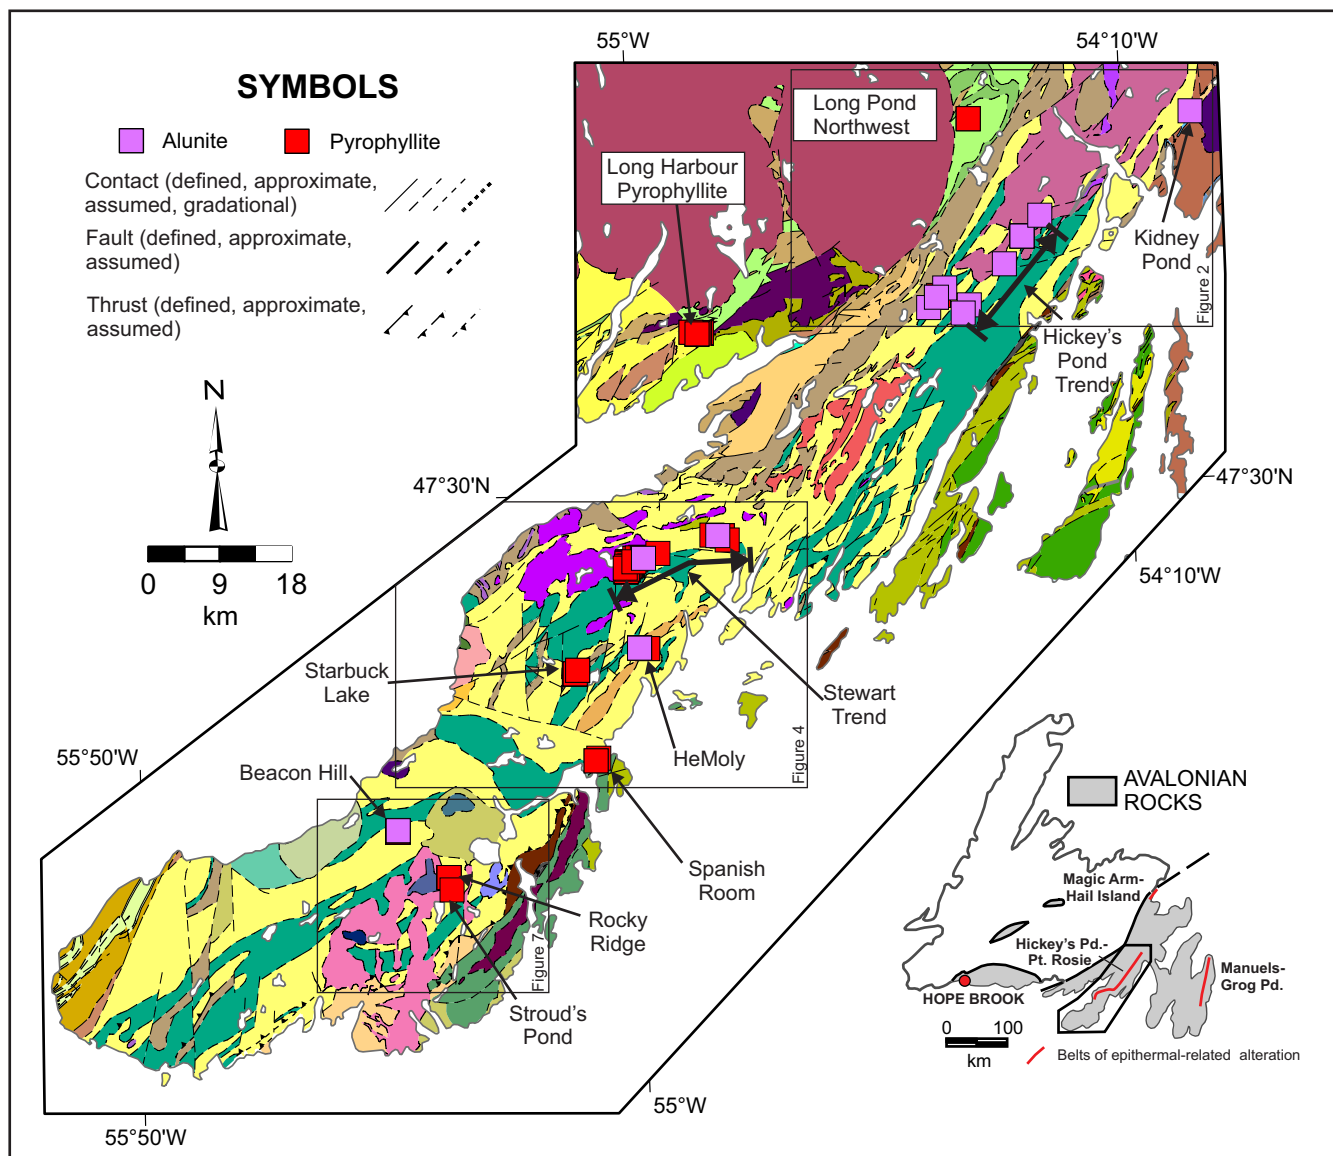 55°W
54°10'W
SYMBOLS
Alunite
Pyrophyllite
Contact (defined, approximate,
assumed, gradational)
Fault (defined, approximate,
assumed)
Thrust (defined, approximate,
assumed)
N
0 9 18
km
Long Pond
Northwest
Long Harbour
Pyrophyllite
Kidney
Pond
Figure 2
Hickey's
Pond
Trend
47°30'N
47°30'N
54°10'W
Starbuck
Lake
Stewart
Trend
HeMoly
Figure 4
55°50'W
Beacon Hill
Spanish
Room
Rocky
Ridge
Figure 7
Stroud's
Pond
55°W
55°50'W
AVALONIAN
ROCKS
Magic Arm-
Hail Island
Hickey's Pd.-
Pt. Rosie
Manuels-
Grog Pd.
HOPE BROOK
0 100
km
Belts of epithermal-related alteration